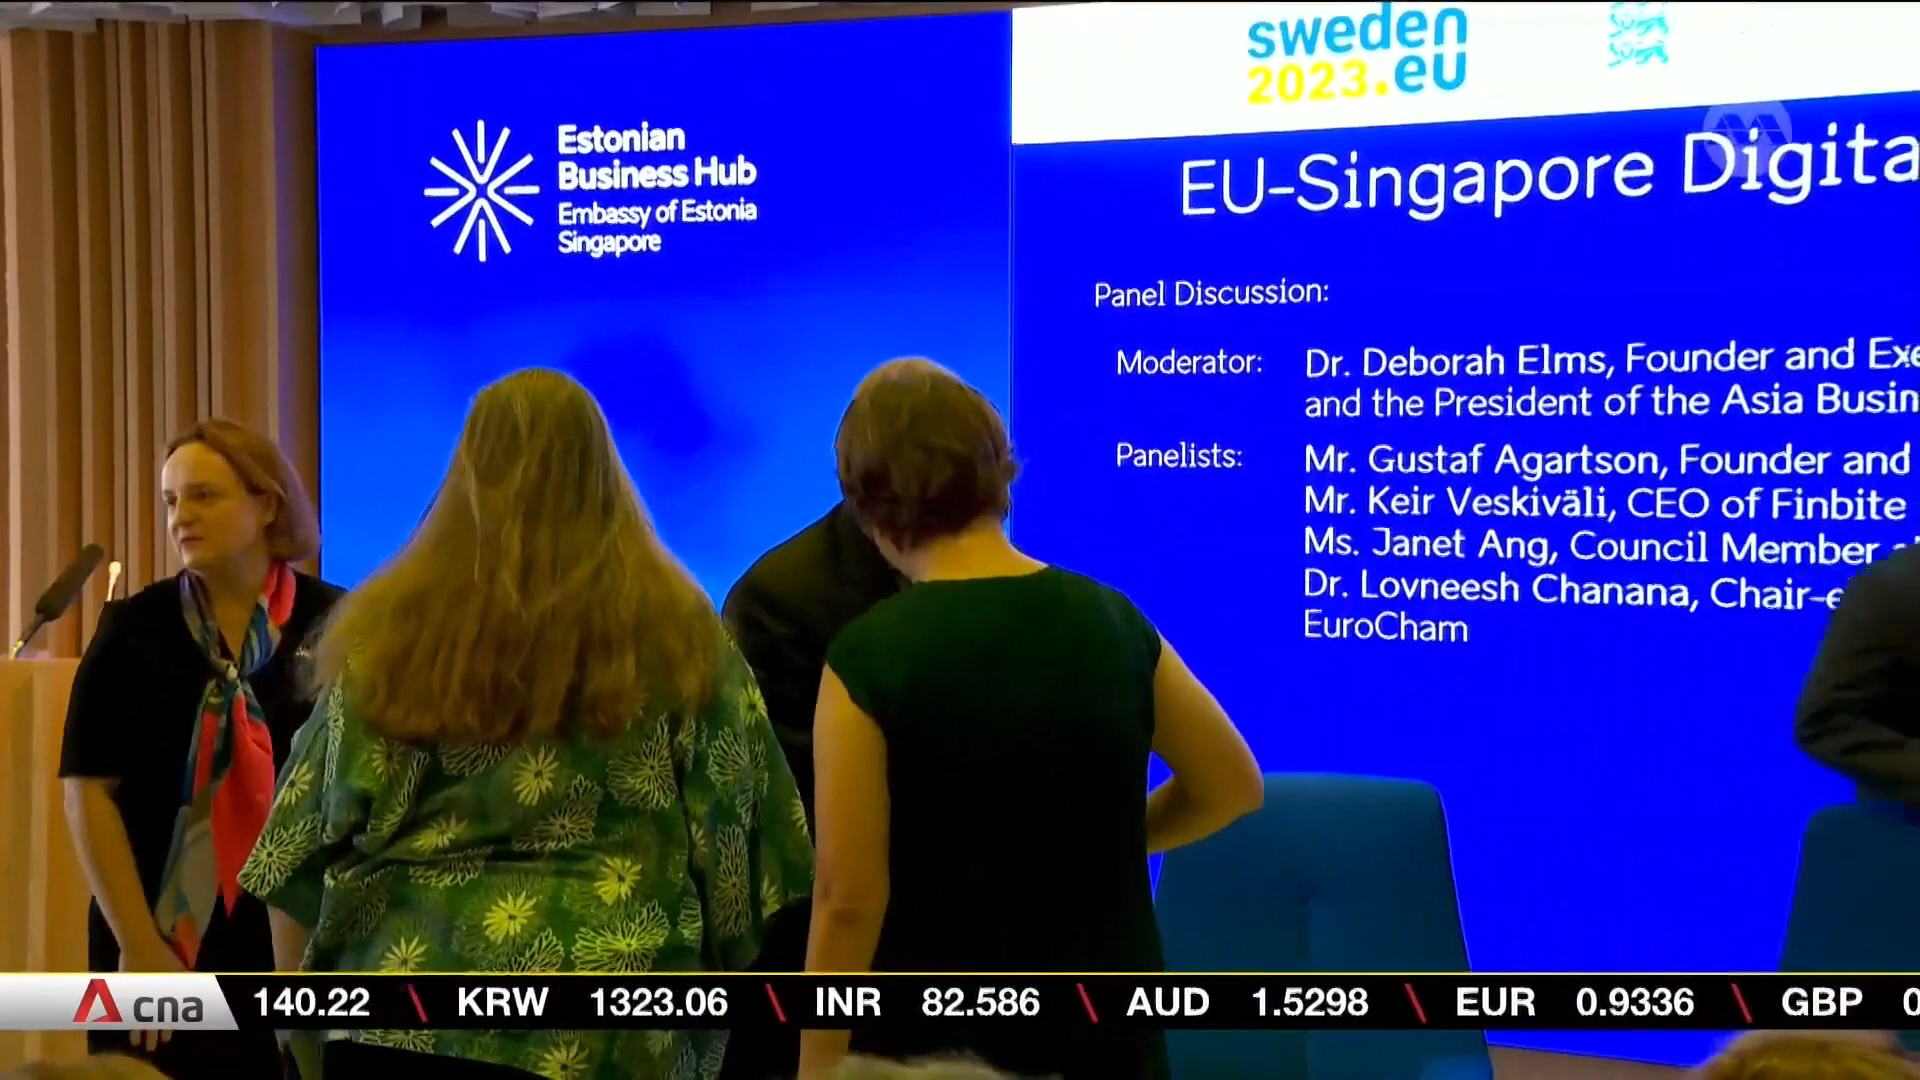 sweden
2023.eu
Estonian
Business Hub
Embassy of Estonia
Singapore
EU-Singapore Digita
Panel Discussion:
Moderator: Dr. Deborah Elms, Founder and Exe
and the President of the Asia Busin
Panelists: Mr. Gustaf Agartson, Founder and
Mr. Keir Veskiväli, CEO of Finbite
Ms. Janet Ang, Council Member
Dr. Lovneesh Chanana, Chair-e
EuroCham
cna 140.22 \ KRW 1323.06 \ INR 82.586 \ AUD 1.5298 \ EUR 0.9336 \ GBP 0